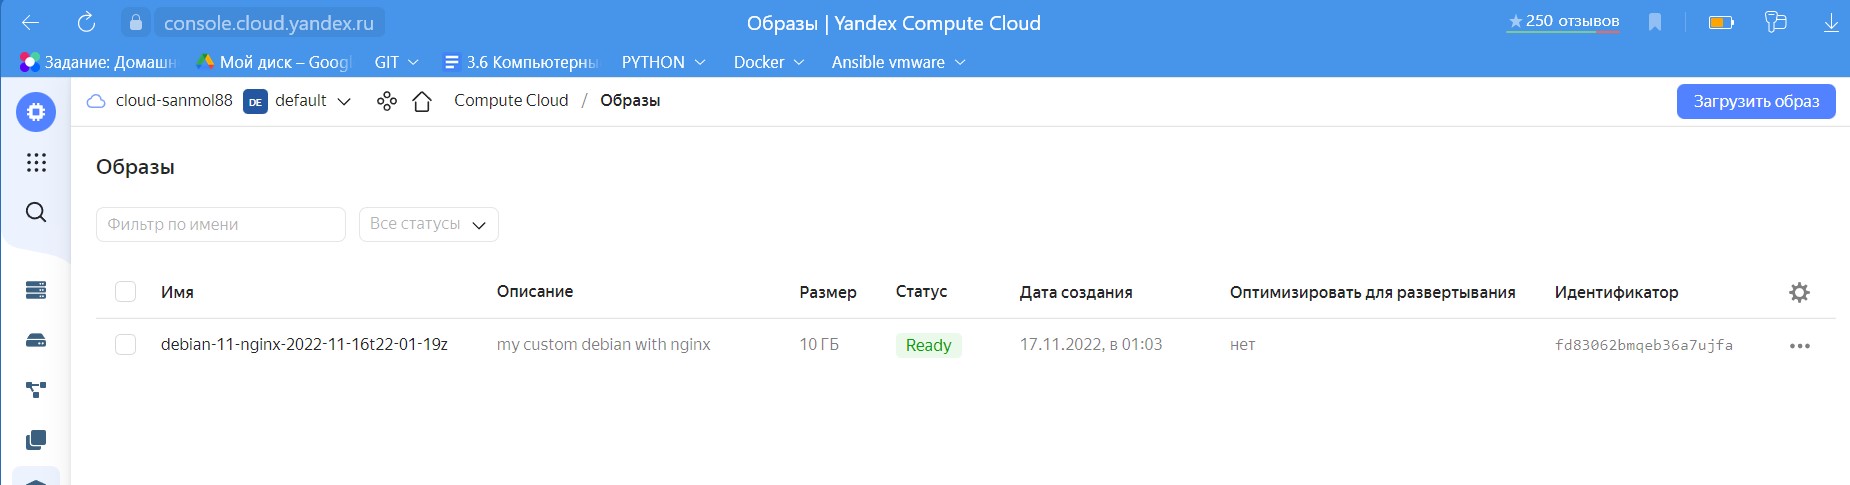 console.cloud.yandex.ru Образы | Yandex Compute Cloud ★ 250 отзывов
Задание: Домашн Мой диск – Googl GIT 3.6 Компьютерны PYTHON Docker Ansible vmware
cloud-sanmol88 DE default Compute Cloud / Образы Загрузить образ
Образы
Фильтр по имени Все статусы
Имя Описание Размер Статус Дата создания Оптимизировать для развертывания Идентификатор
debian-11-nginx-2022-11-16t22-01-19z my custom debian with nginx 10 ГБ Ready 17.11.2022, в 01:03 нет fd83062bmqeb36a7ujfa